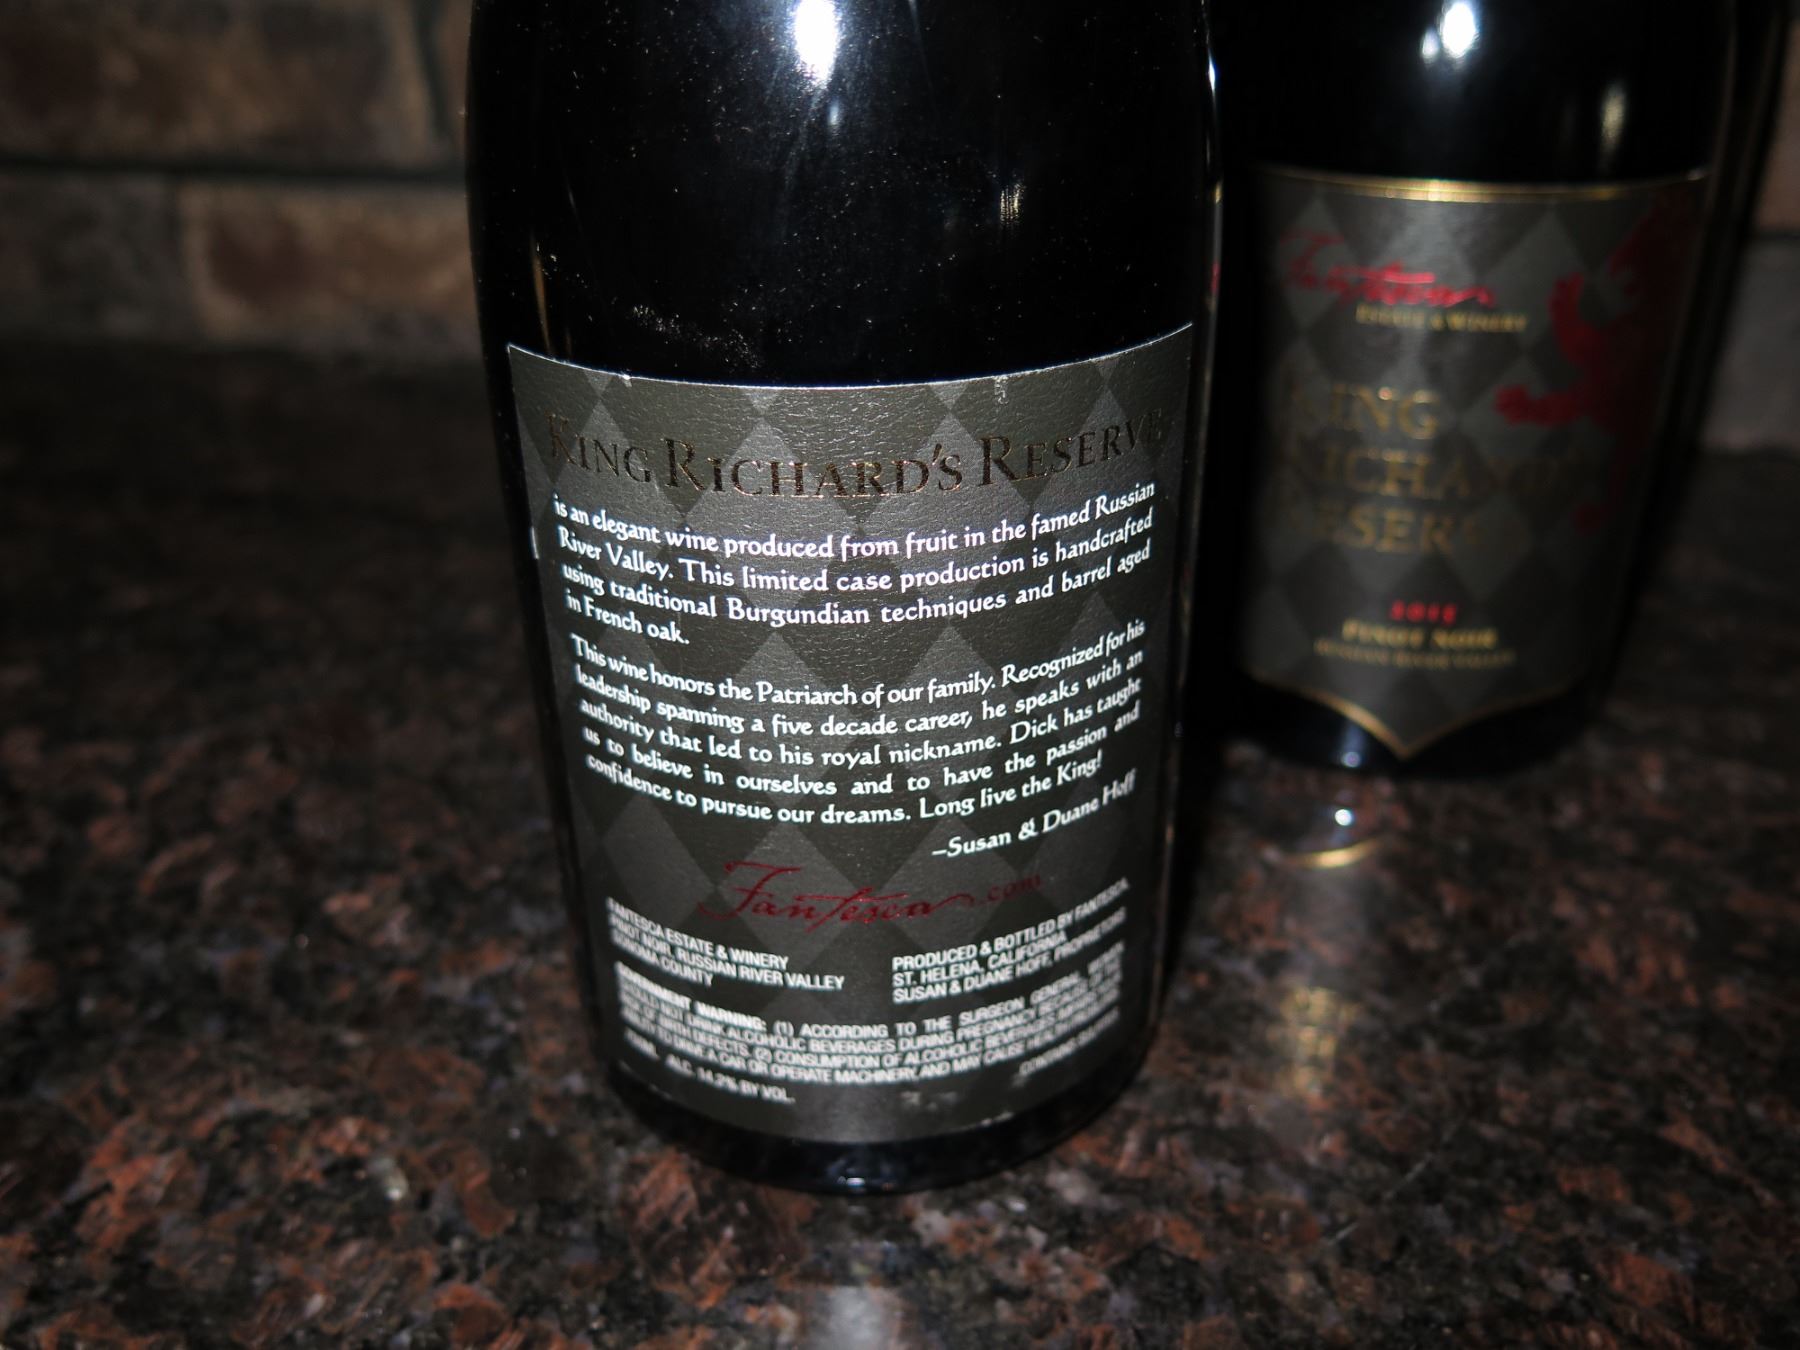 KING RICHARD'S RESERVE
is an elegant wine produced from fruit in the famed Russian
River Valley. This limited case production is handcrafted
using traditional Burgundian techniques and barrel aged
in French oak.
This wine honors the Patriarch of our family. Recognized for his
leadership spanning a five decade career, he speaks with an
authority that led to his royal nickname. Dick has taught
us to believe in ourselves and to have the passion and
confidence to pursue our dreams. Long live the King!
–Susan & Duane Hoff
Fantesca.com
FANTESCA ESTATE & WINERY
PINOT NOIR, RUSSIAN RIVER VALLEY
SONOMA COUNTY
PRODUCED & BOTTLED BY FANTESCA
ST. HELENA, CALIFORNIA
SUSAN & DUANE HOFF, PROPRIETORS
GOVERNMENT WARNING: (1) ACCORDING TO THE SURGEON GENERAL, WOMEN
SHOULD NOT DRINK ALCOHOLIC BEVERAGES DURING PREGNANCY BECAUSE OF THE
RISK OF BIRTH DEFECTS. (2) CONSUMPTION OF ALCOHOLIC BEVERAGES IMPAIRS YOUR
ABILITY TO DRIVE A CAR OR OPERATE MACHINERY, AND MAY CAUSE HEALTH PROBLEMS.
750ML ALC. 14.2% BY VOL. CONTAINS SULFITES
Fantesca
ESTATE & WINERY
KING
RICHARD'S
RESERVE
PINOT NOIR
RUSSIAN RIVER VALLEY